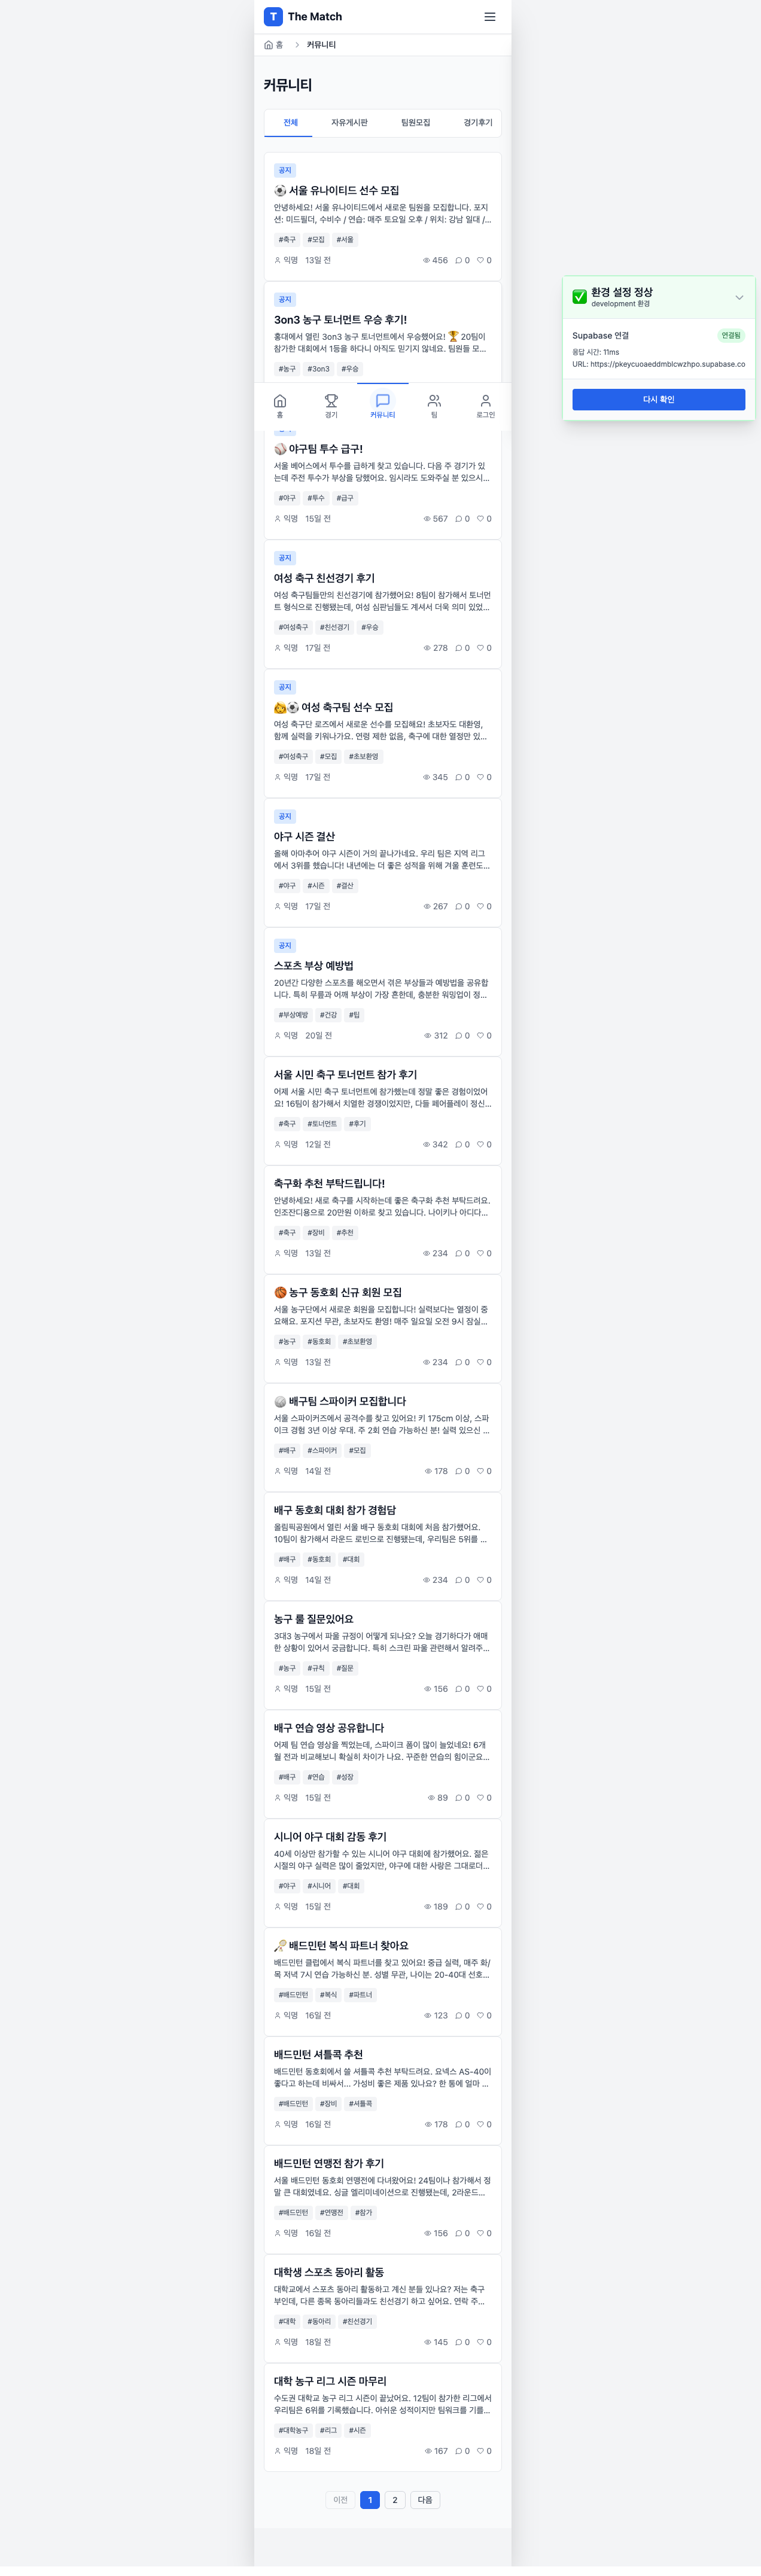 T The Match
홈 > 커뮤니티
커뮤니티
전체 자유게시판 팀원모집 경기후기
공지
⚽ 서울 유나이티드 선수 모집
안녕하세요! 서울 유나이티드에서 새로운 팀원을 모집합니다. 포지
션: 미드필더, 수비수 / 연습: 매주 토요일 오후 / 위치: 강남 일대 /...
#축구 #모집 #서울
익명 13일 전 456 0 0
공지
3on3 농구 토너먼트 우승 후기!
홍대에서 열린 3on3 농구 토너먼트에서 우승했어요! 🏆 20팀이
참가한 대회에서 1등을 하다니 아직도 믿기지 않네요. 팀원들 모...
#농구 #3on3 #우승
홈 경기 커뮤니티 팀 로그인
⚾ 야구팀 투수 급구!
서울 베어스에서 투수를 급하게 찾고 있습니다. 다음 주 경기가 있
는데 주전 투수가 부상을 당했어요. 임시라도 도와주실 분 있으시...
#야구 #투수 #급구
익명 15일 전 567 0 0
공지
여성 축구 친선경기 후기
여성 축구팀들만의 친선경기에 참가했어요! 8팀이 참가해서 토너먼
트 형식으로 진행됐는데, 여성 심판님들도 계셔서 더욱 의미 있었...
#여성축구 #친선경기 #우승
익명 17일 전 278 0 0
공지
여성 축구팀 선수 모집
여성 축구단 로즈에서 새로운 선수를 모집해요! 초보자도 대환영,
함께 실력을 키워나가요. 연령 제한 없음, 축구에 대한 열정만 있...
#여성축구 #모집 #초보환영
익명 17일 전 345 0 0
공지
야구 시즌 결산
올해 아마추어 야구 시즌이 거의 끝나가네요. 우리 팀은 지역 리그
에서 3위를 했습니다! 내년에는 더 좋은 성적을 위해 겨울 훈련도...
#야구 #시즌 #결산
익명 17일 전 267 0 0
공지
스포츠 부상 예방법
20년간 다양한 스포츠를 해오면서 겪은 부상들과 예방법을 공유합
니다. 특히 무릎과 어깨 부상이 가장 흔한데, 충분한 워밍업이 정...
#부상예방 #건강 #팁
익명 20일 전 312 0 0
서울 시민 축구 토너먼트 참가 후기
어제 서울 시민 축구 토너먼트에 참가했는데 정말 좋은 경험이었어
요! 16팀이 참가해서 치열한 경쟁이었지만, 다들 페어플레이 정신...
#축구 #토너먼트 #후기
익명 12일 전 342 0 0
축구화 추천 부탁드립니다!
안녕하세요! 새로 축구를 시작하는데 좋은 축구화 추천 부탁드려요.
인조잔디용으로 20만원 이하로 찾고 있습니다. 나이키나 아디다...
#축구 #장비 #추천
익명 13일 전 234 0 0
🏀 농구 동호회 신규 회원 모집
서울 농구단에서 새로운 회원을 모집합니다! 실력보다는 열정이 중
요해요. 포지션 무관, 초보자도 환영! 매주 일요일 오전 9시 잠실...
#농구 #동호회 #초보환영
익명 13일 전 234 0 0
🏐 배구팀 스파이커 모집합니다
서울 스파이커즈에서 공격수를 찾고 있어요! 키 175cm 이상, 스파
이크 경험 3년 이상 우대. 주 2회 연습 가능하신 분! 실력 있으신 ...
#배구 #스파이커 #모집
익명 14일 전 178 0 0
배구 동호회 대회 참가 경험담
올림픽공원에서 열린 서울 배구 동호회 대회에 처음 참가했어요.
10팀이 참가해서 라운드 로빈으로 진행됐는데, 우리팀은 5위를 ...
#배구 #동호회 #대회
익명 14일 전 234 0 0
농구 룰 질문있어요
3대3 농구에서 파울 규정이 어떻게 되나요? 오늘 경기하다가 애매
한 상황이 있어서 궁금합니다. 특히 스크린 파울 관련해서 알려주...
#농구 #규칙 #질문
익명 15일 전 156 0 0
배구 연습 영상 공유합니다
어제 팀 연습 영상을 찍었는데, 스파이크 폼이 많이 늘었네요! 6개
월 전과 비교해보니 확실히 차이가 나요. 꾸준한 연습의 힘이군요...
#배구 #연습 #성장
익명 15일 전 89 0 0
시니어 야구 대회 감동 후기
40세 이상만 참가할 수 있는 시니어 야구 대회에 참가했어요. 젊은
시절의 야구 실력은 많이 줄었지만, 야구에 대한 사랑은 그대로더...
#야구 #시니어 #대회
익명 15일 전 189 0 0
배드민턴 복식 파트너 찾아요
배드민턴 클럽에서 복식 파트너를 찾고 있어요! 중급 실력, 매주 화/
목 저녁 7시 연습 가능하신 분. 성별 무관, 나이는 20-40대 선호...
#배드민턴 #복식 #파트너
익명 16일 전 123 0 0
배드민턴 셔틀콕 추천
배드민턴 동호회에서 쓸 셔틀콕 추천 부탁드려요. 요넥스 AS-40이
좋다고 하는데 비싸서... 가성비 좋은 제품 있나요? 한 통에 얼마 ...
#배드민턴 #장비 #셔틀콕
익명 16일 전 178 0 0
배드민턴 연맹전 참가 후기
서울 배드민턴 동호회 연맹전에 다녀왔어요! 24팀이나 참가해서 정
말 큰 대회였네요. 싱글 엘리미네이션으로 진행됐는데, 2라운드...
#배드민턴 #연맹전 #참가
익명 16일 전 156 0 0
대학생 스포츠 동아리 활동
대학교에서 스포츠 동아리 활동하고 계신 분들 있나요? 저는 축구
부인데, 다른 종목 동아리들과도 친선경기 하고 싶어요. 연락 주...
#대학 #동아리 #친선경기
익명 18일 전 145 0 0
대학 농구 리그 시즌 마무리
수도권 대학교 농구 리그 시즌이 끝났어요. 12팀이 참가한 리그에서
우리팀은 6위를 기록했습니다. 아쉬운 성적이지만 팀워크를 기를...
#대학농구 #리그 #시즌
익명 18일 전 167 0 0
이전 1 2 다음
✅ 환경 설정 정상
development 환경
Supabase 연결 연결됨
응답 시간: 11ms
URL: https://pkeycuoaeddmblcwzhpo.supabase.co
다시 확인